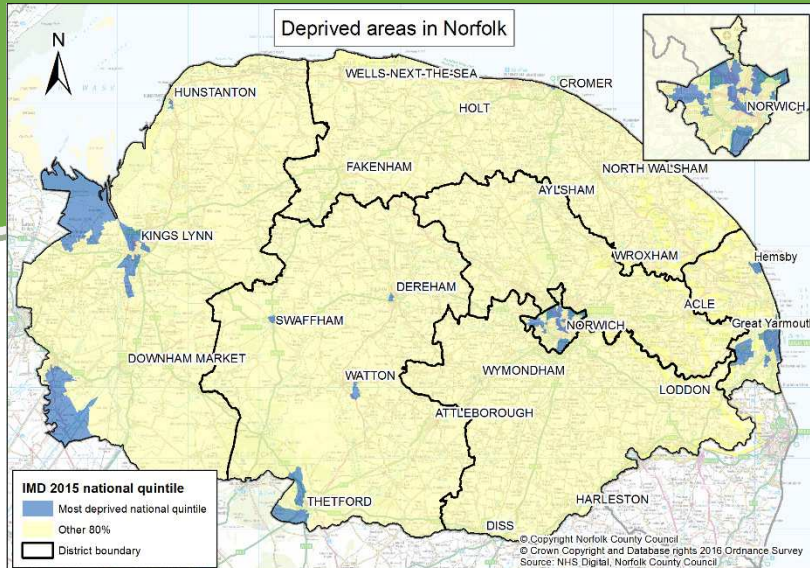 Deprived areas in Norfolk
N
HUNSTANTON
WELLS-NEXT-THE-SEA
CROMER
HOLT
NORWICH
FAKENHAM
NORTH WALSHAM
AYLSHAM
KINGS LYNN
WROXHAM
Hemsby
DEREHAM
ACLE
SWAFFHAM
NORWICH
Great Yarmouth
DOWNHAM MARKET
WATTON
WYMONDHAM
LODDON
ATTLEBOROUGH
IMD 2015 national quintile
Most deprived national quintile
Other 80%
District boundary
THETFORD
HARLESTON
DISS
© Copyright Norfolk County Council
© Crown Copyright and Database rights 2016 Ordnance Survey
Source: NHS Digital, Norfolk County Council